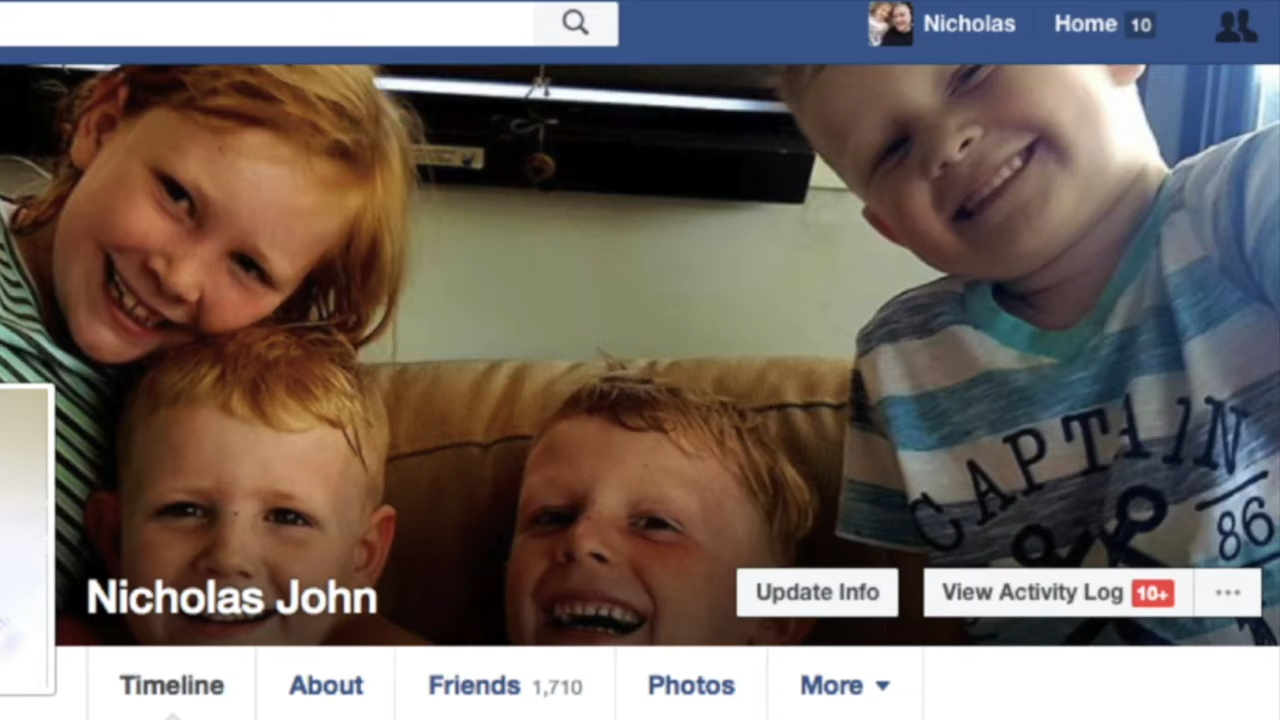 Nicholas
Home 10
CAPTAIN
86
Nicholas John
Update Info
View Activity Log 10+ ...
Timeline
About
Friends 1,710
Photos
More